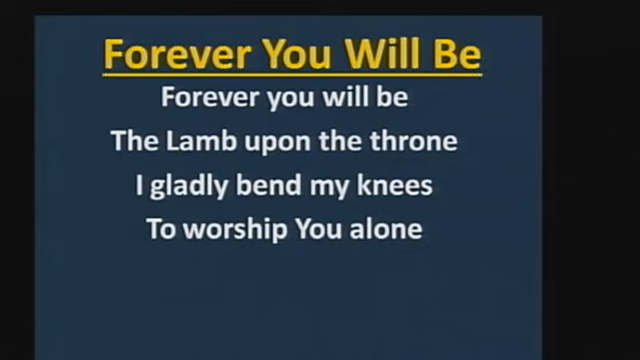 Forever You Will Be
Forever you will be
The Lamb upon the throne
I gladly bend my knees
To worship You alone